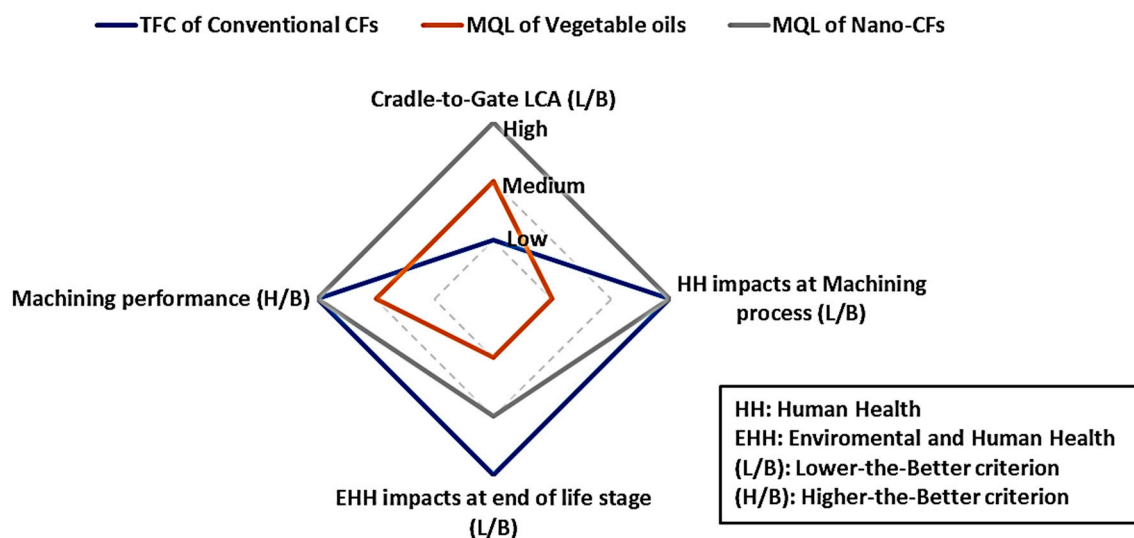 TFC of Conventional CFs
MQL of Vegetable oils
MQL of Nano-CFs
Cradle-to-Gate LCA (L/B)
High
Medium
Low
Machining performance (H/B)
HH impacts at Machining
process (L/B)
EHH impacts at end of life stage
(L/B)
HH: Human Health
EHH: Enviromental and Human Health
(L/B): Lower-the-Better criterion
(H/B): Higher-the-Better criterion